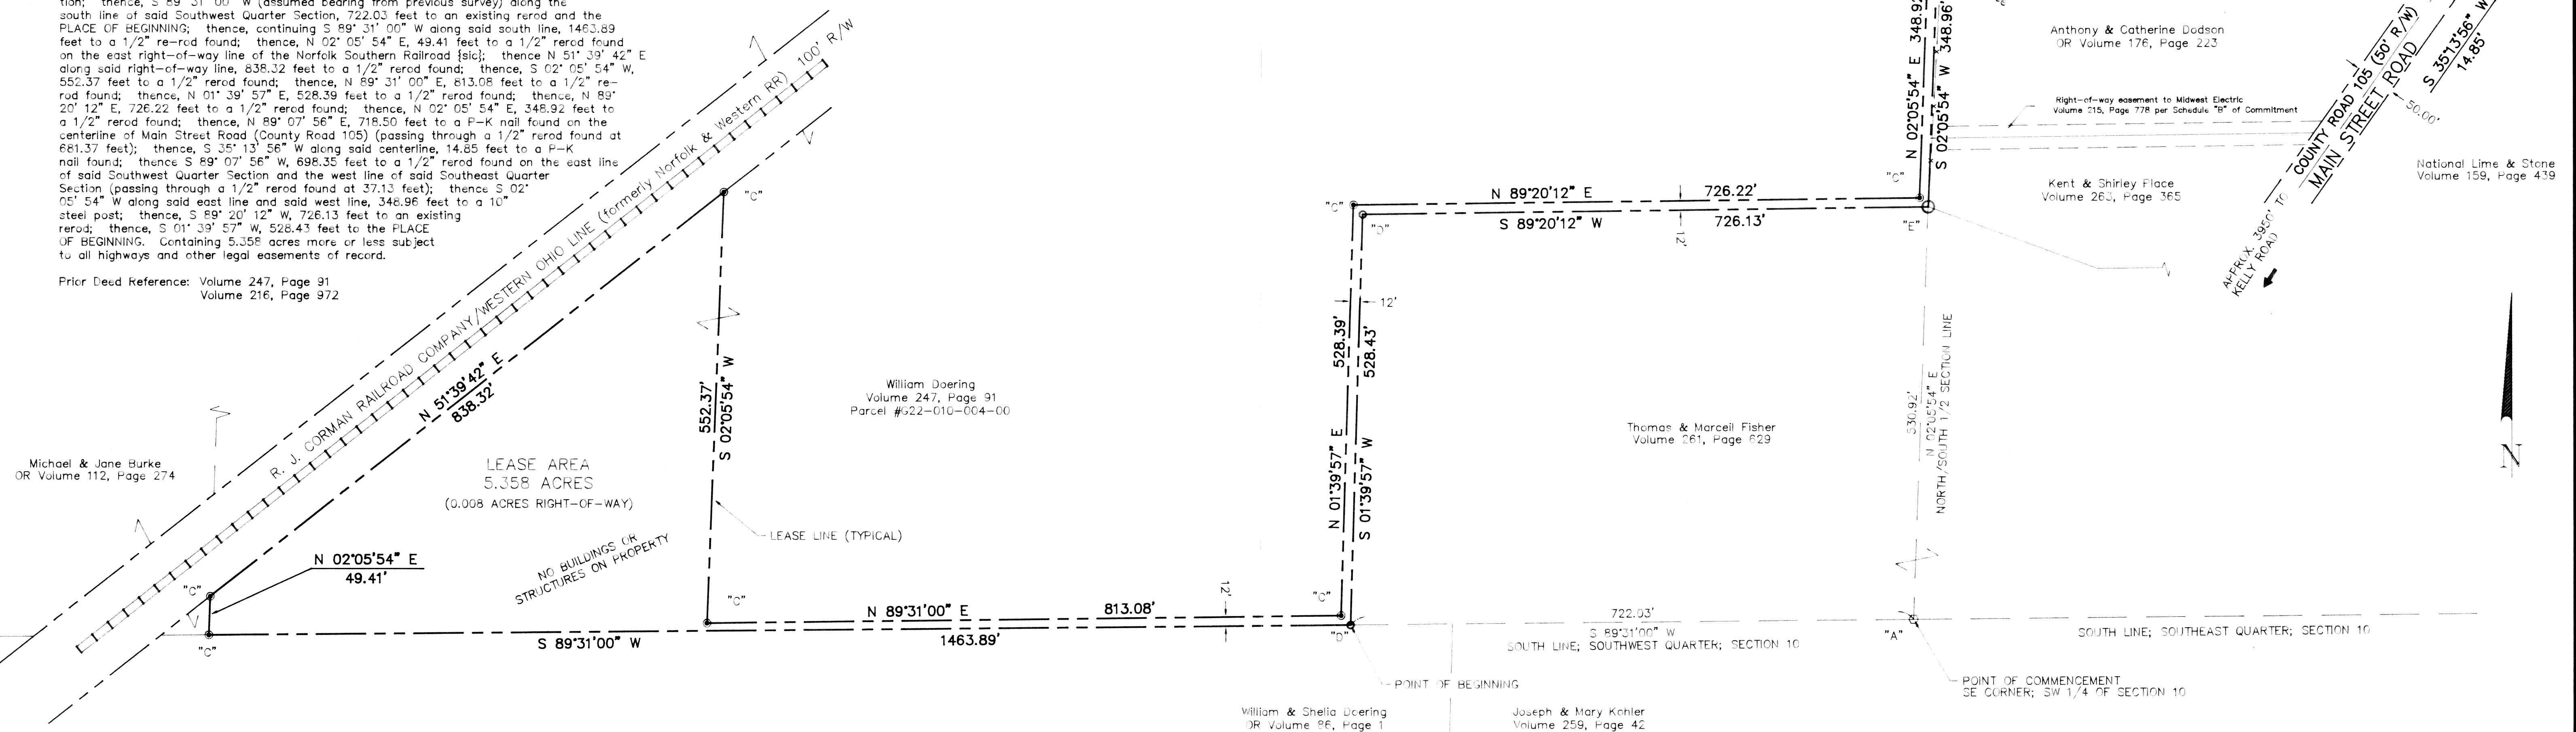 tion; thence, S 89° 31' 00" W (assumed bearing from previous survey) along the
south line of said Southwest Quarter Section, 722.03 feet to an existing rerod and the
PLACE OF BEGINNING; thence, continuing S 89° 31' 00" W along said south line, 1463.89
feet to a 1/2" re-rod found; thence, N 02° 05' 54" E, 49.41 feet to a 1/2" rerod found
on the east right-of-way line of the Norfolk Southern Railroad {sic}; thence N 51° 39' 42" E
along said right-of-way line, 838.32 feet to a 1/2" rerod found; thence, S 02° 05' 54" W,
552.37 feet to a 1/2" rerod found; thence, N 89° 31' 00" E, 813.08 feet to a 1/2" re-
rod found; thence, N 01° 39' 57" E, 528.39 feet to a 1/2" rerod found; thence, N 89°
20' 12" E, 726.22 feet to a 1/2" rerod found; thence, N 02° 05' 54" E, 348.92 feet to
a 1/2" rerod found; thence, N 89° 07' 56" E, 718.50 feet to a P-K nail found on the
centerline of Main Street Road (County Road 105) (passing through a 1/2" rerod found at
681.37 feet); thence, S 35° 13' 56" W along said centerline, 14.85 feet to a P-K
nail found; thence S 89° 07' 56" W, 698.35 feet to a 1/2" rerod found on the east line
of said Southwest Quarter Section and the west line of said Southeast Quarter
Section (passing through a 1/2" rerod found at 37.13 feet); thence S 02°
05' 54" W along said east line and said west line, 348.96 feet to a 10"
steel post; thence, S 89° 20' 12" W, 726.13 feet to an existing
rerod; thence, S 01° 39' 57" W, 528.43 feet to the PLACE
OF BEGINNING. Containing 5.358 acres more or less subject
to all highways and other legal easements of record.
Prior Deed Reference: Volume 247, Page 91
Volume 216, Page 972
R. J. CORMAN RAILROAD COMPANY/WESTERN OHIO LINE (formerly Norfolk & Western RR) 100' R/W
N 51°39'42" E
838.32'
"C"
552.37'
S 02°05'54" W
Michael & Jane Burke
OR Volume 112, Page 274
LEASE AREA
5.358 ACRES
(0.008 ACRES RIGHT-OF-WAY)
NO BUILDINGS OR
STRUCTURES ON PROPERTY
N 02°05'54" E
49.41'
"C"
"C"
S 89°31'00" W
1463.89'
LEASE LINE (TYPICAL)
"C"
N 89°31'00" E
813.08'
12'
"C"
"D"
William Doering
Volume 247, Page 91
Parcel #G22-010-004-00
"C"
"D"
12'
528.39'
N 01°39'57" E
528.43'
S 01°39'57" W
N 89°20'12" E
726.22'
S 89°20'12" W
726.13'
12'
"C"
"E"
N 02°05'54" E 348.92'
S 02°05'54" W 348.96'
Anthony & Catherine Dodson
OR Volume 176, Page 223
Right-of-way easement to Midwest Electric
Volume 215, Page 778 per Schedule "B" of Commitment
Kent & Shirley Place
Volume 263, Page 365
COUNTY ROAD 105 (50' R/W)
MAIN STREET ROAD
S 35°13'56" W
14.85'
50.00'
National Lime & Stone
Volume 159, Page 439
APPROX. 3950' TO
KELLY ROAD
N
Thomas & Marceil Fisher
Volume 261, Page 629
530.92'
N 02°05'54" E
NORTH/SOUTH 1/2 SECTION LINE
722.03'
S 89°31'00" W
SOUTH LINE; SOUTHWEST QUARTER; SECTION 10
"A"
SOUTH LINE; SOUTHEAST QUARTER; SECTION 10
POINT OF BEGINNING
POINT OF COMMENCEMENT
SE CORNER; SW 1/4 OF SECTION 10
William & Shelia Doering
OR Volume 86, Page 1
Joseph & Mary Kohler
Volume 259, Page 42